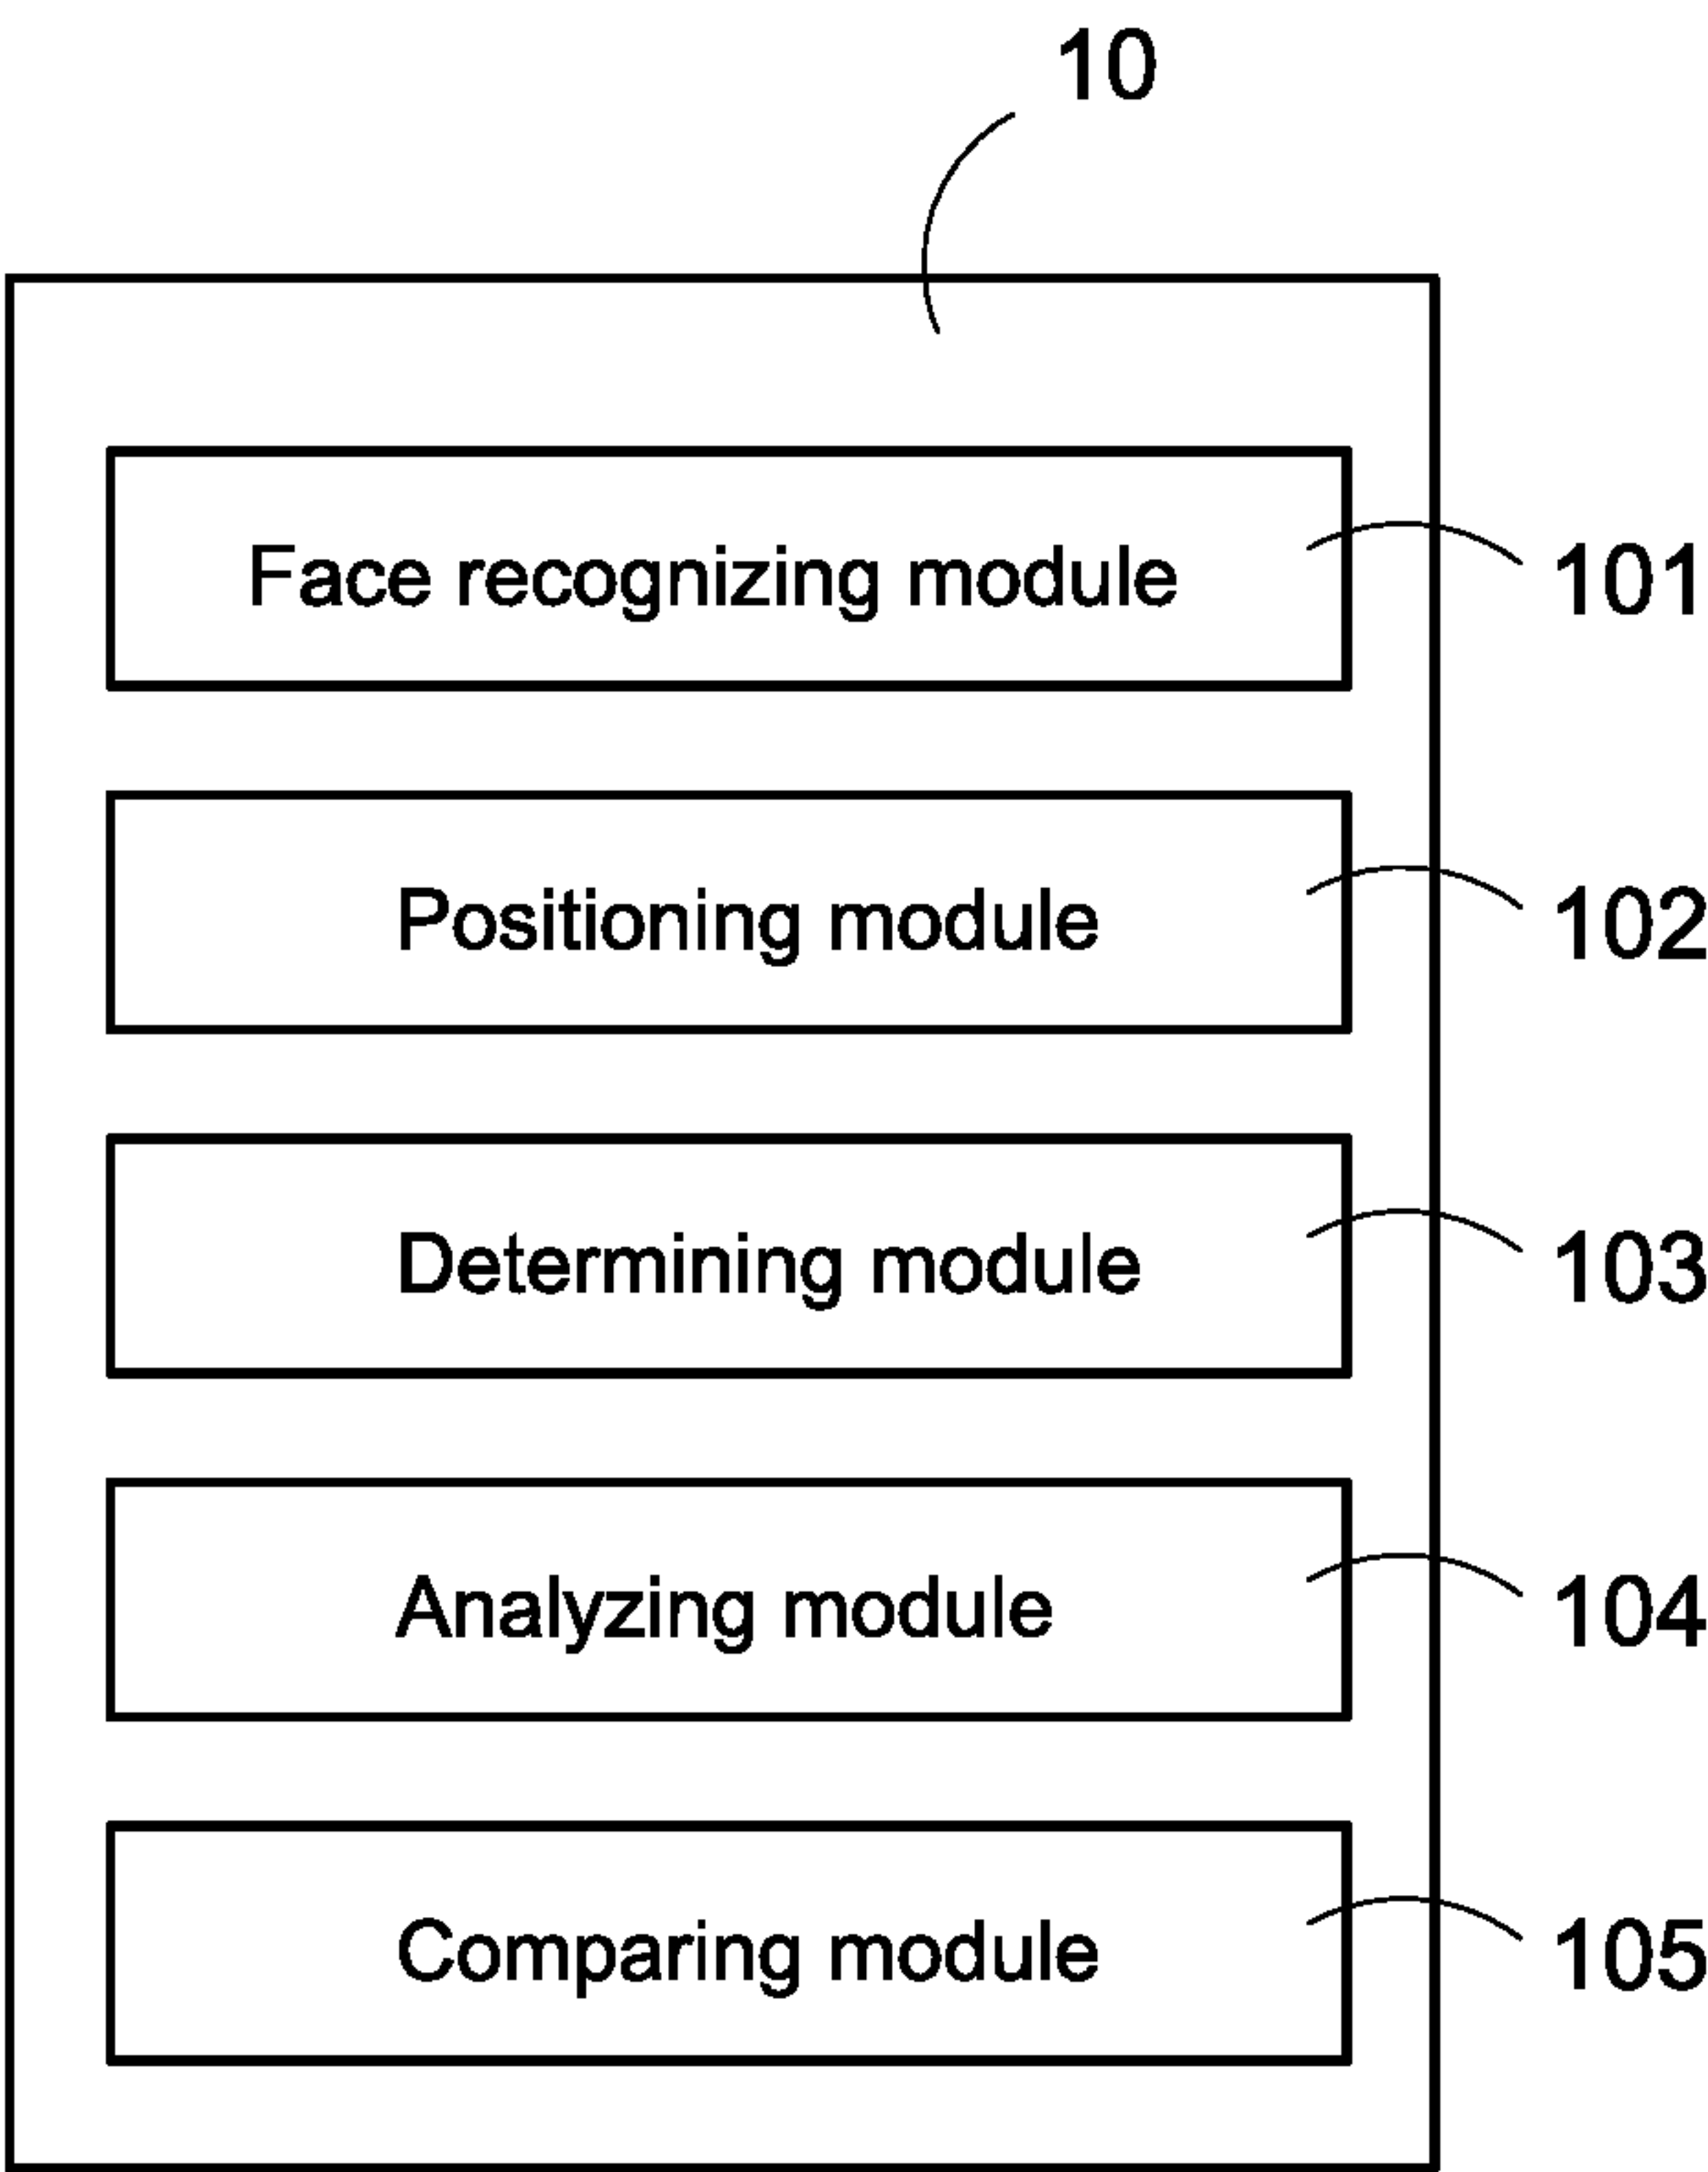 10
Face recognizing module
101
Positioning module
102
Determining module
103
Analyzing module
104
Comparing module
105